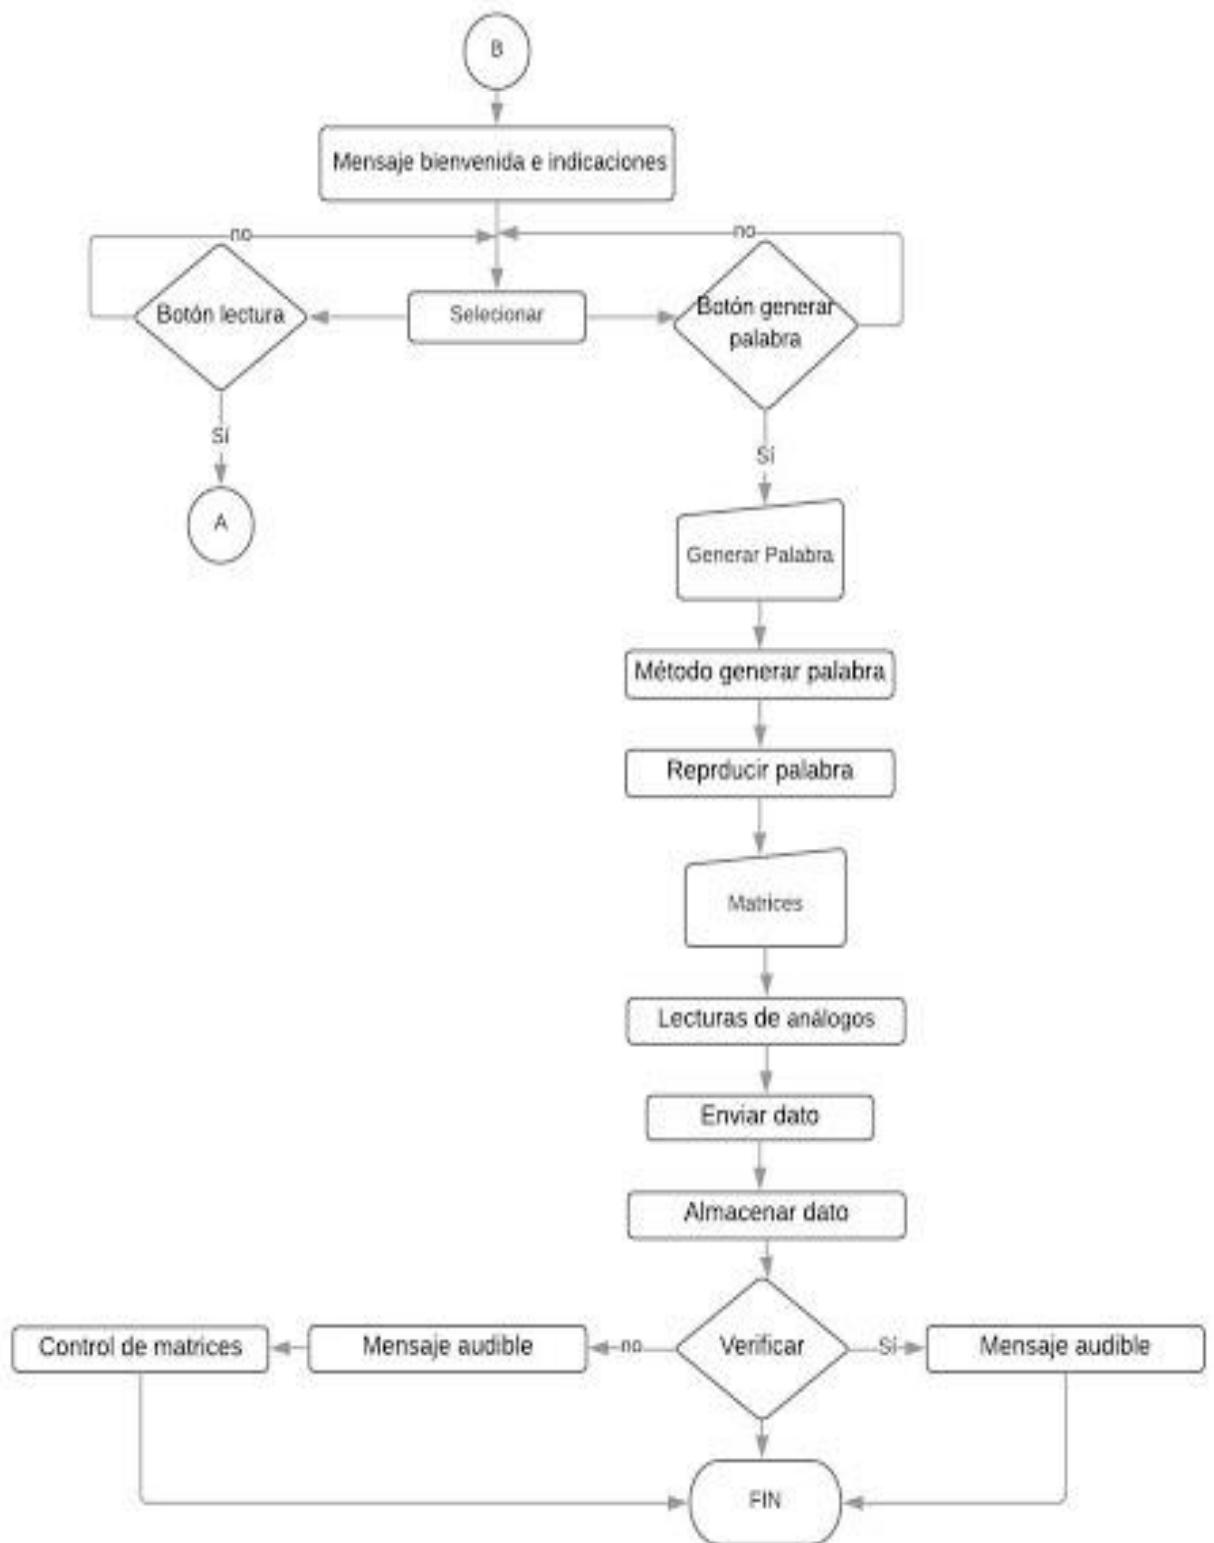 B
Mensaje bienvenida e indicaciones
no
no
Botón lectura
Selecionar
Botón generar
palabra
Sí
Sí
A
Generar Palabra
Método generar palabra
Reprducir palabra
Matrices
Lecturas de análogos
Enviar dato
Almacenar dato
Control de matrices
Mensaje audible
no
Verificar
Sí
Mensaje audible
FIN